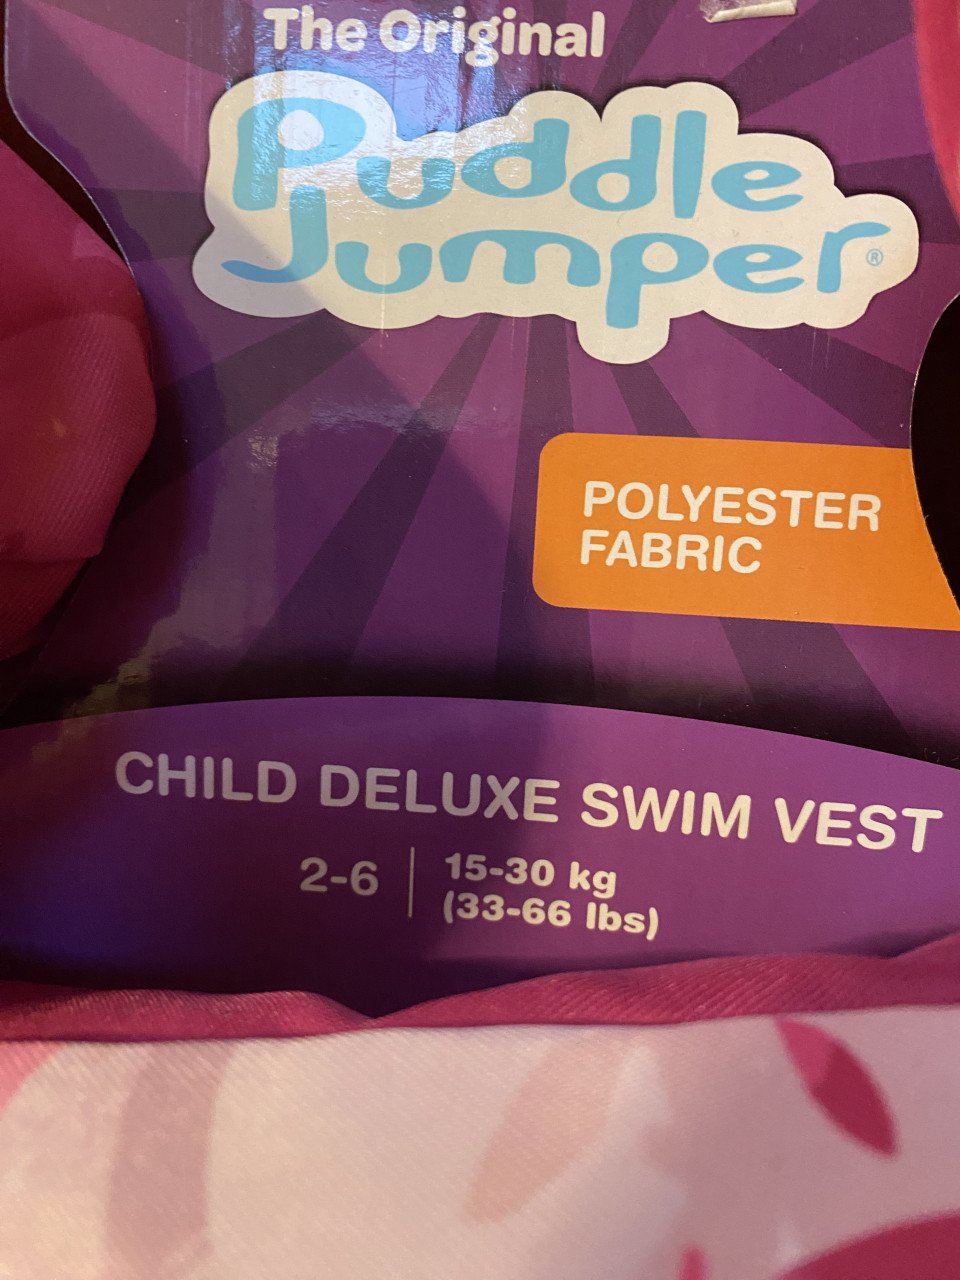 The Original
Puddle
Jumper®
POLYESTER
FABRIC
CHILD DELUXE SWIM VEST
2-6 | 15-30 kg
(33-66 lbs)